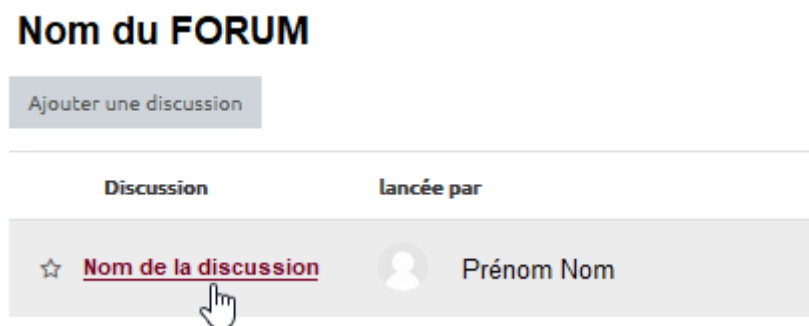 Nom du FORUM
Ajouter une discussion
Discussion lancée par
Nom de la discussion Prénom Nom